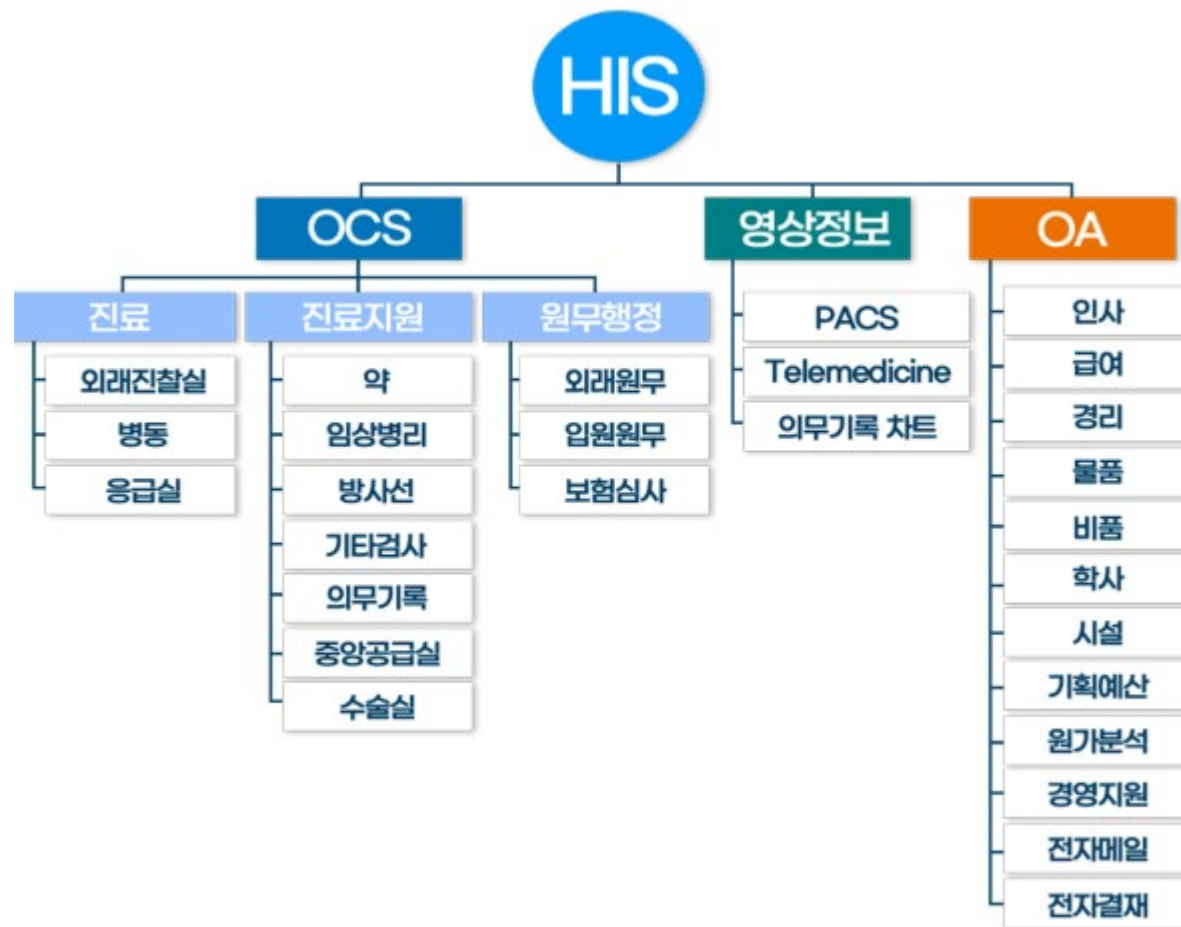 HIS
OCS
진료
외래진찰실
병동
응급실
진료지원
약
임상병리
방사선
기타검사
의무기록
중앙공급실
수술실
원무행정
외래원무
입원원무
보험심사
영상정보
PACS
Telemedicine
의무기록 차트
OA
인사
급여
경리
물품
비품
학사
시설
기획예산
원가분석
경영지원
전자메일
전자결재